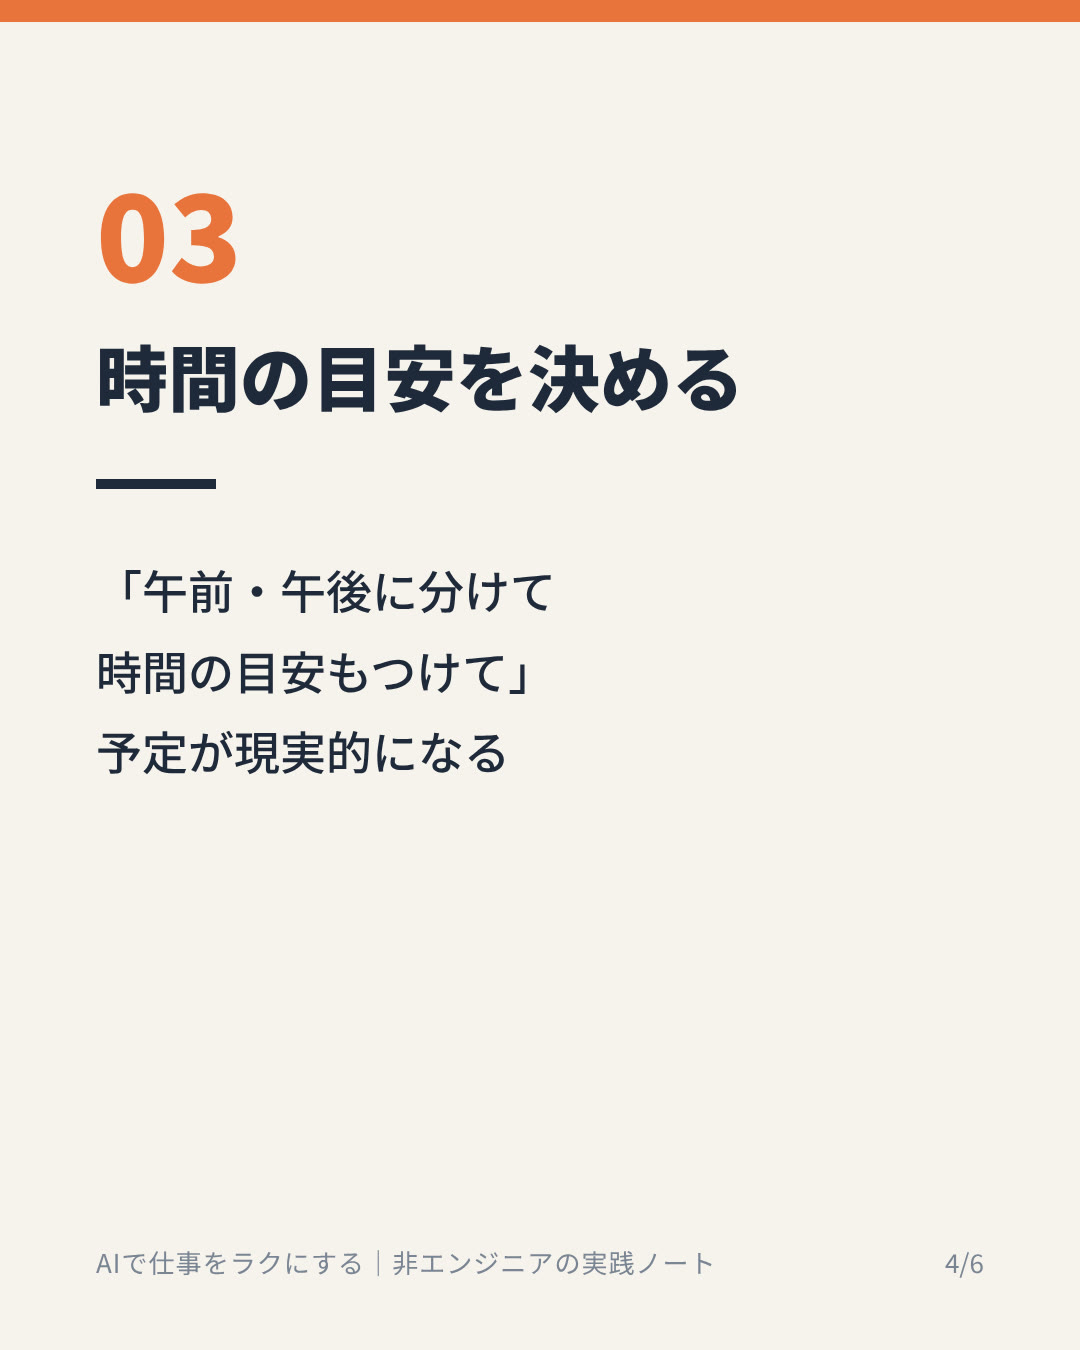 03
時間の目安を決める
「午前・午後に分けて
時間の目安もつけて」
予定が現実的になる
AIで仕事をラクにする｜非エンジニアの実践ノート
4/6